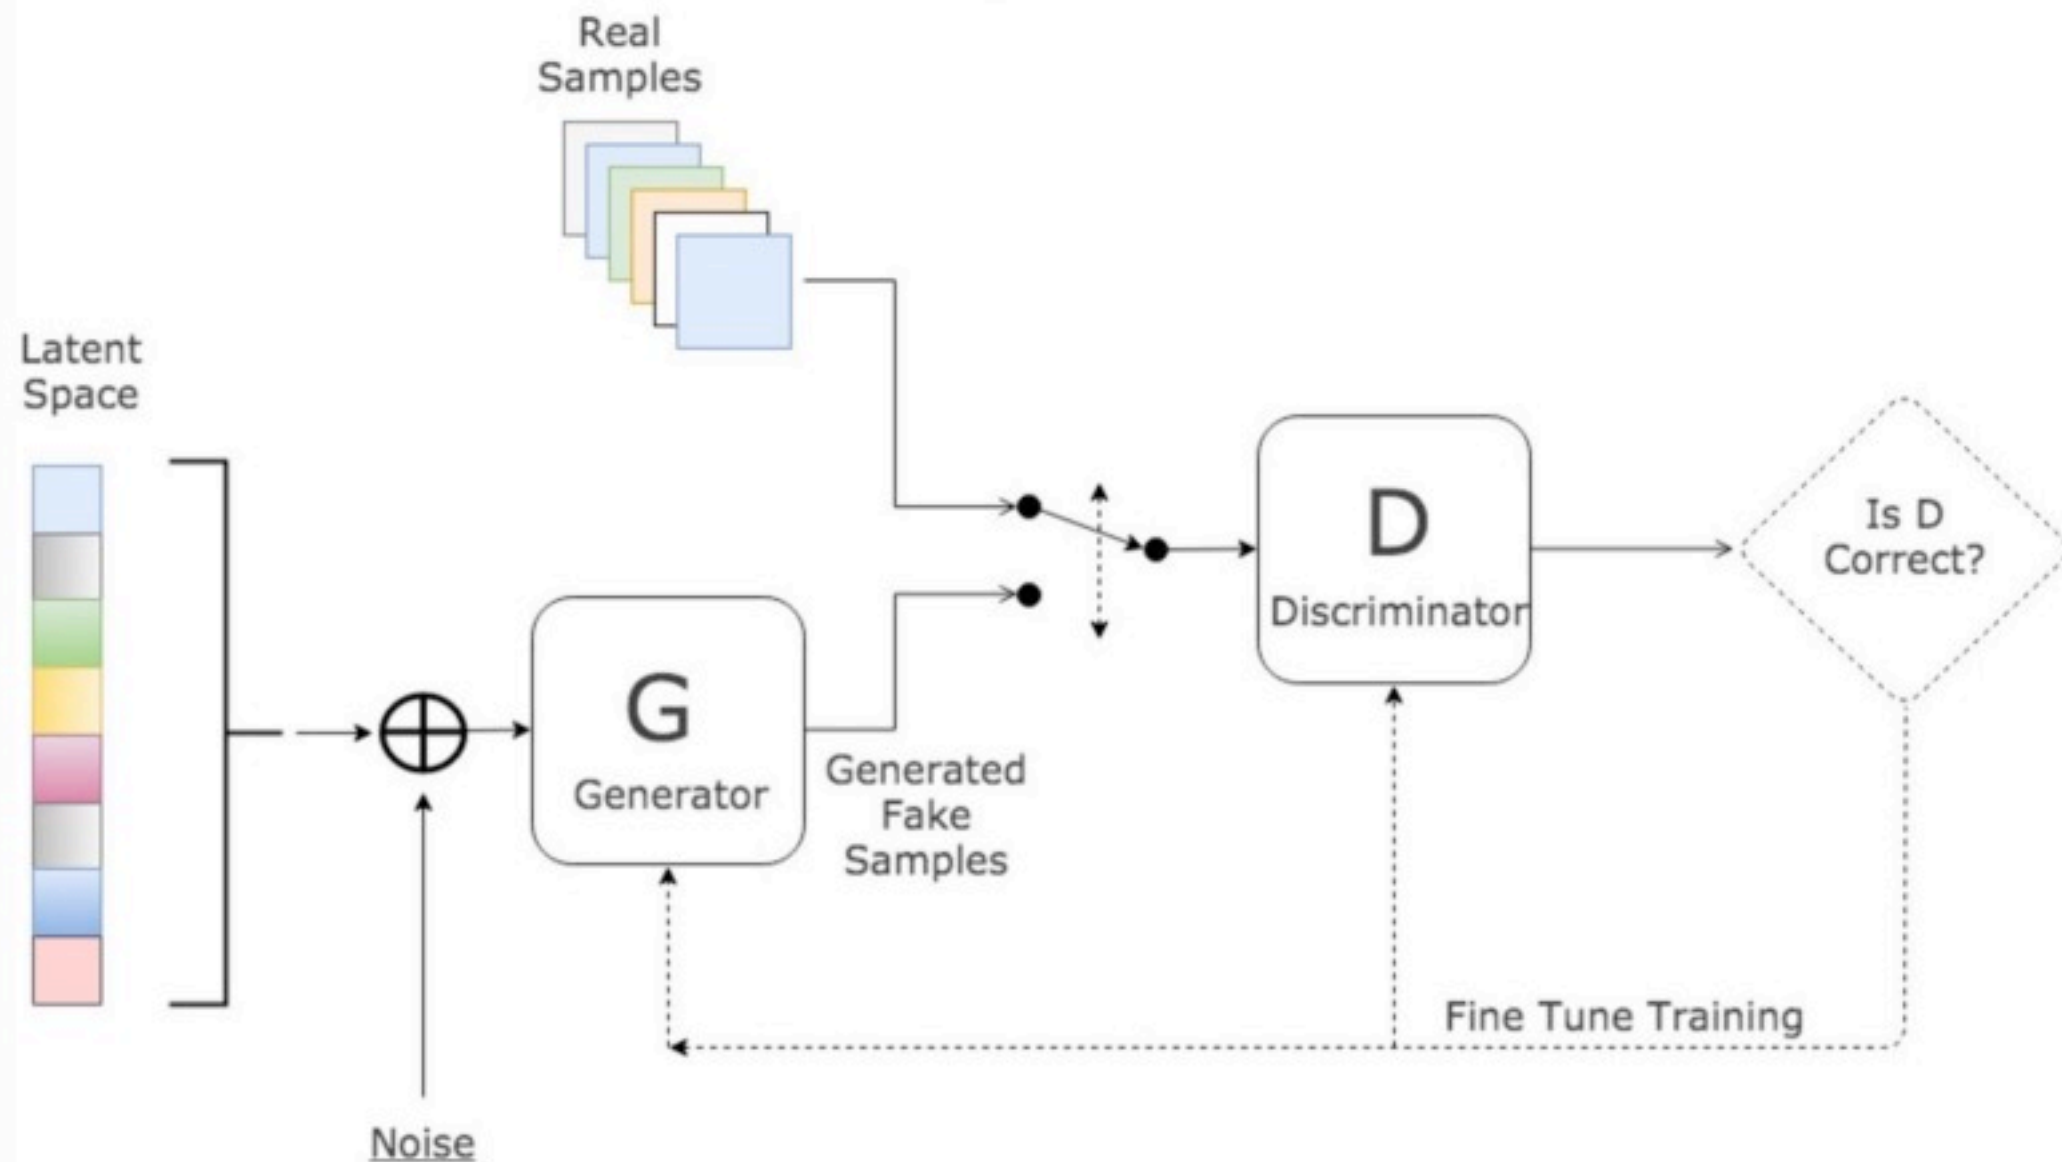 Real
Samples
Latent
Space
Is D
Correct?
D
Discriminator
G
Generator
Generated
Fake
Samples
Fine Tune Training
Noise